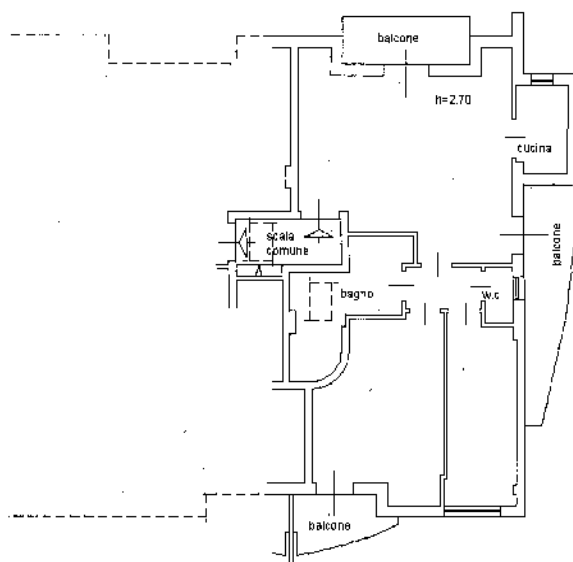 balcone
h=2.70
cucina
scala
comune
balcone
bagno
w.c
balcone